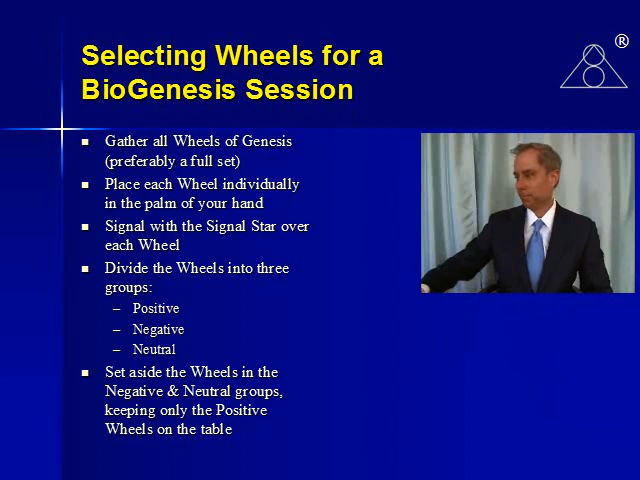 Selecting Wheels for a
BioGenesis Session
®
Gather all Wheels of Genesis
(preferably a full set)
Place each Wheel individually
in the palm of your hand
Signal with the Signal Star over
each Wheel
Divide the Wheels into three
groups:
– Positive
– Negative
– Neutral
Set aside the Wheels in the
Negative & Neutral groups,
keeping only the Positive
Wheels on the table